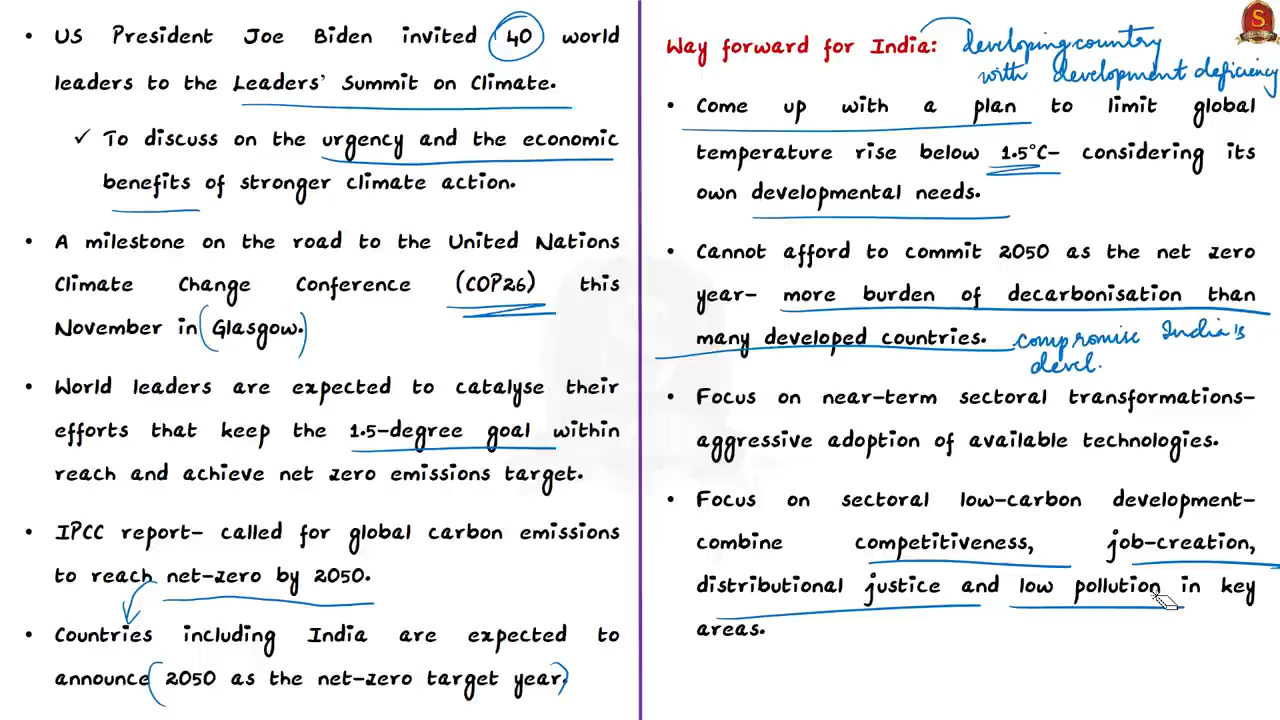 • US President Joe Biden invited 40 world
leaders to the Leaders' Summit on Climate.
✓ To discuss on the urgency and the economic
benefits of stronger climate action.
• A milestone on the road to the United Nations
Climate Change Conference (COP26) this
November in (Glasgow.)
• World leaders are expected to catalyse their
efforts that keep the 1.5-degree goal within
reach and achieve net zero emissions target.
• IPCC report- called for global carbon emissions
to reach net-zero by 2050.
• Countries including India are expected to
announce (2050 as the net-zero target year.)
Way forward for India: developing country
with development deficiency
• Come up with a plan to limit global
temperature rise below 1.5°C- considering its
own developmental needs.
• Cannot afford to commit 2050 as the net zero
year- more burden of decarbonisation than
many developed countries. compromise India's
devel.
• Focus on near-term sectoral transformations-
aggressive adoption of available technologies.
• Focus on sectoral low-carbon development-
combine competitiveness, job-creation,
distributional justice and low pollution in key
areas.
S